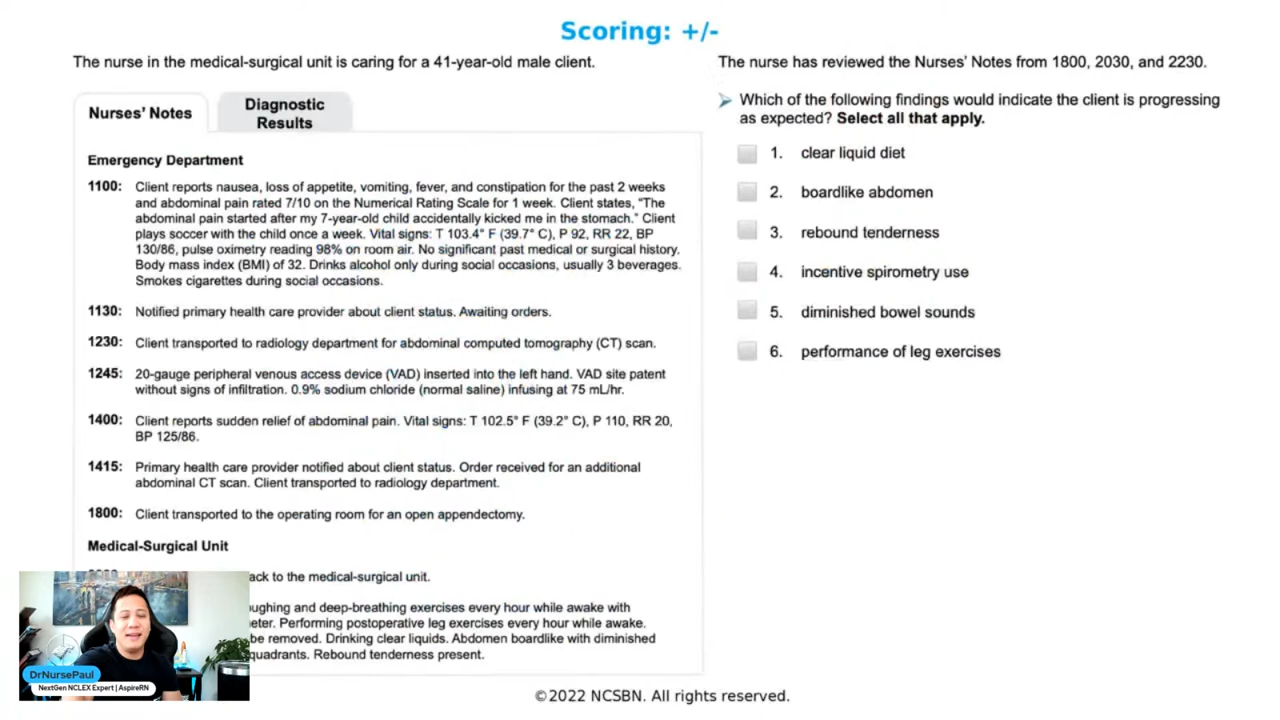 Scoring: +/-
The nurse in the medical-surgical unit is caring for a 41-year-old male client.
Nurses' Notes
Diagnostic
Results
Emergency Department
1100: Client reports nausea, loss of appetite, vomiting, fever, and constipation for the past 2 weeks
and abdominal pain rated 7/10 on the Numerical Rating Scale for 1 week. Client states, "The
abdominal pain started after my 7-year-old child accidentally kicked me in the stomach." Client
plays soccer with the child once a week. Vital signs: T 103.4° F (39.7° C), P 92, RR 22, BP
130/86, pulse oximetry reading 98% on room air. No significant past medical or surgical history.
Body mass index (BMI) of 32. Drinks alcohol only during social occasions, usually 3 beverages.
Smokes cigarettes during social occasions.
1130: Notified primary health care provider about client status. Awaiting orders.
1230: Client transported to radiology department for abdominal computed tomography (CT) scan.
1245: 20-gauge peripheral venous access device (VAD) inserted into the left hand. VAD site patent
without signs of infiltration. 0.9% sodium chloride (normal saline) infusing at 75 mL/hr.
1400: Client reports sudden relief of abdominal pain. Vital signs: T 102.5° F (39.2° C), P 110, RR 20,
BP 125/86.
1415: Primary health care provider notified about client status. Order received for an additional
abdominal CT scan. Client transported to radiology department.
1800: Client transported to the operating room for an open appendectomy.
Medical-Surgical Unit
ack to the medical-surgical unit.
ughing and deep-breathing exercises every hour while awake with
eter. Performing postoperative leg exercises every hour while awake.
be removed. Drinking clear liquids. Abdomen boardlike with diminished
quadrants. Rebound tenderness present.
DrNursePaul
NextGen NCLEX Expert | AspireRN
The nurse has reviewed the Nurses' Notes from 1800, 2030, and 2230.
Which of the following findings would indicate the client is progressing
as expected? Select all that apply.
1. clear liquid diet
2. boardlike abdomen
3. rebound tenderness
4. incentive spirometry use
5. diminished bowel sounds
6. performance of leg exercises
©2022 NCSBN. All rights reserved.